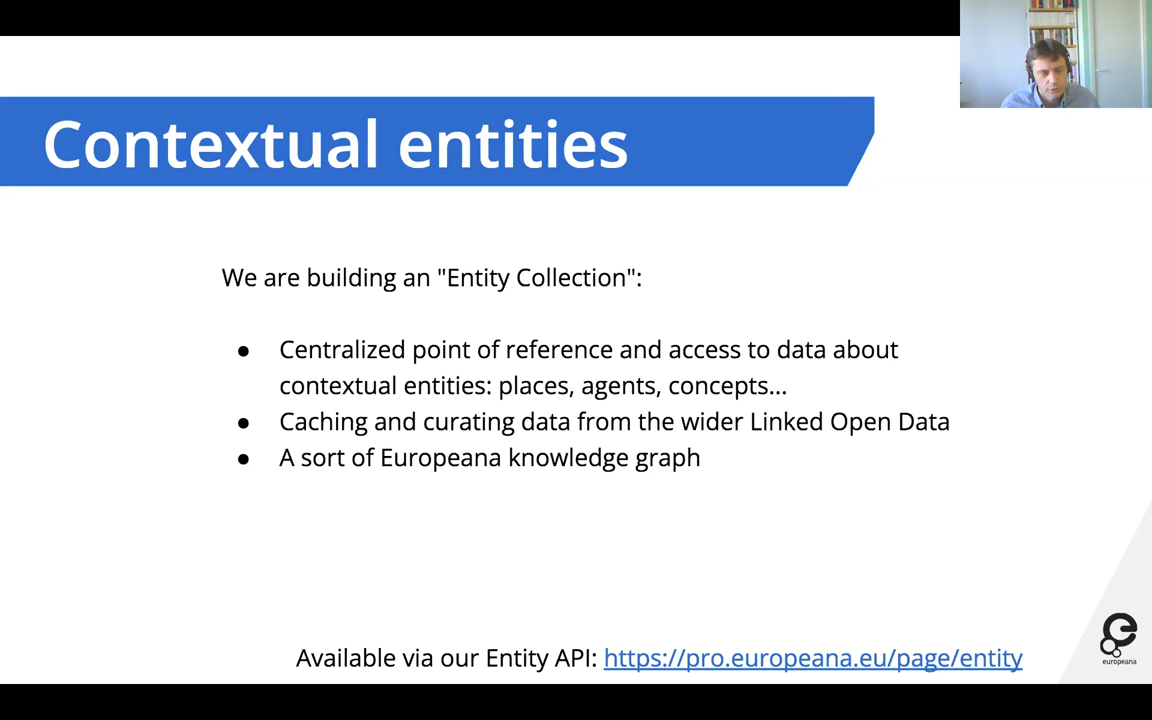 Contextual entities
We are building an "Entity Collection":
● Centralized point of reference and access to data about
contextual entities: places, agents, concepts...
● Caching and curating data from the wider Linked Open Data
● A sort of Europeana knowledge graph
Available via our Entity API: https://pro.europeana.eu/page/entity
europeana